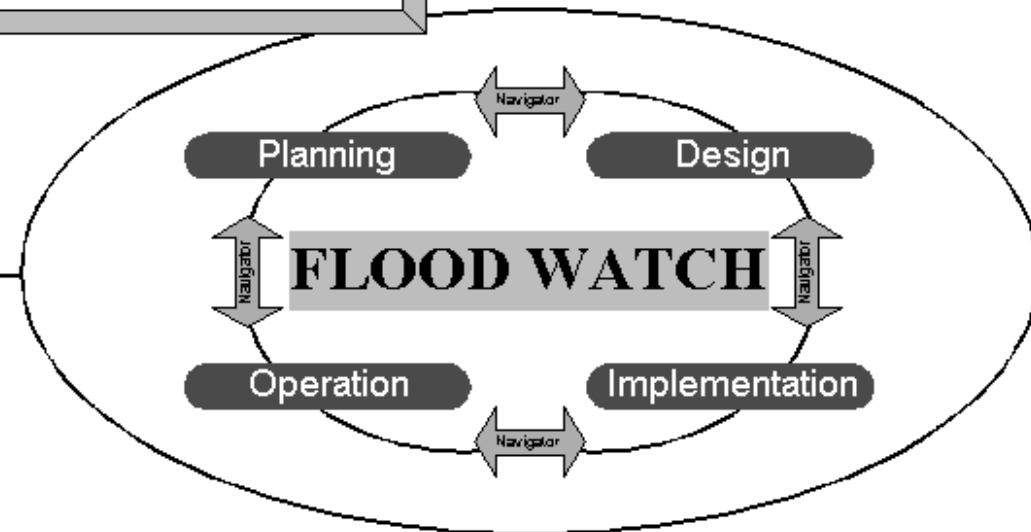 Navigator
Planning
Design
Navigator
FLOOD WATCH
Navigator
Operation
Implementation
Navigator